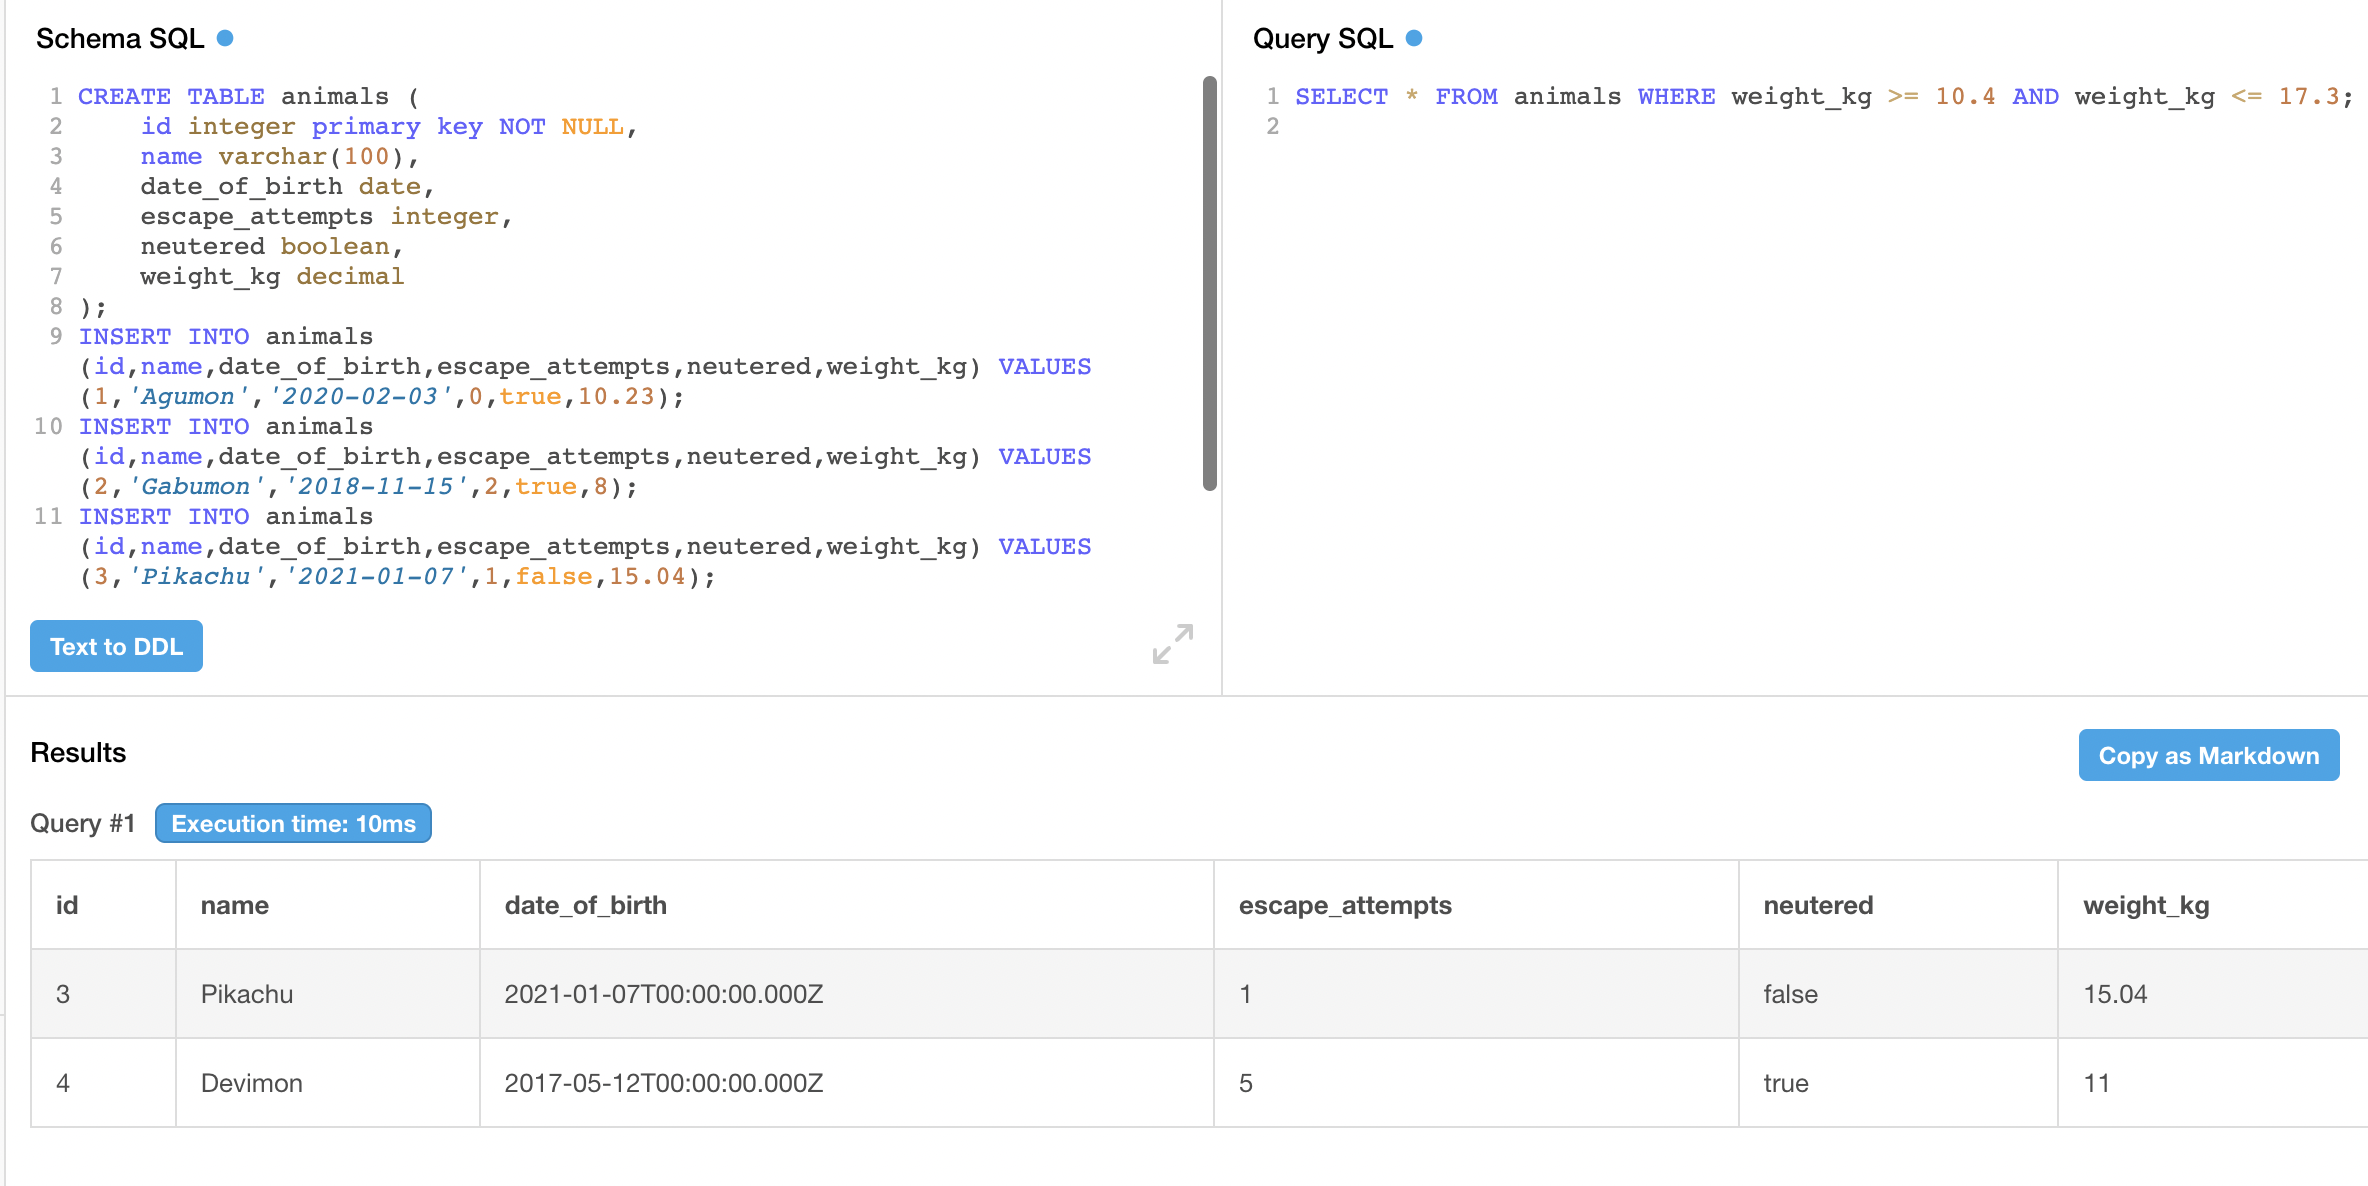 Schema SQL
1 CREATE TABLE animals (
2 id integer primary key NOT NULL,
3 name varchar(100),
4 date_of_birth date,
5 escape_attempts integer,
6 neutered boolean,
7 weight_kg decimal
8 );
9 INSERT INTO animals
(id,name,date_of_birth,escape_attempts,neutered,weight_kg) VALUES
(1,'Agumon','2020-02-03',0,true,10.23);
10 INSERT INTO animals
(id,name,date_of_birth,escape_attempts,neutered,weight_kg) VALUES
(2,'Gabumon','2018-11-15',2,true,8);
11 INSERT INTO animals
(id,name,date_of_birth,escape_attempts,neutered,weight_kg) VALUES
(3,'Pikachu','2021-01-07',1,false,15.04);
Text to DDL
Query SQL
1 SELECT * FROM animals WHERE weight_kg >= 10.4 AND weight_kg <= 17.3;
2
Results
Copy as Markdown
Query #1 Execution time: 10ms
id name date_of_birth escape_attempts neutered weight_kg
3 Pikachu 2021-01-07T00:00:00.000Z 1 false 15.04
4 Devimon 2017-05-12T00:00:00.000Z 5 true 11